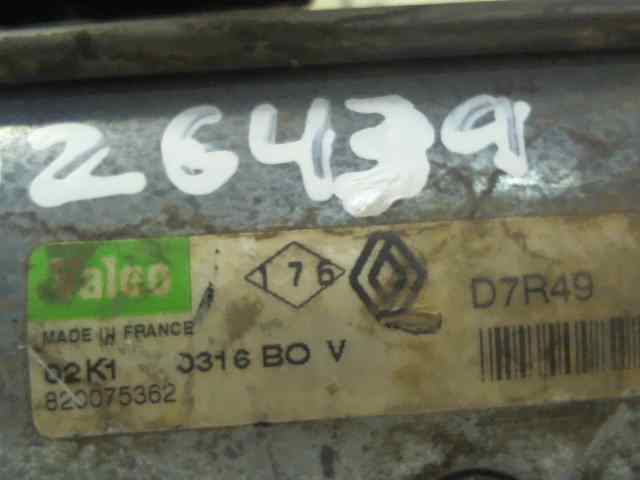 26439
Valeo
176
D7R49
MADE IN FRANCE
02K1 0316 BO V
820075362